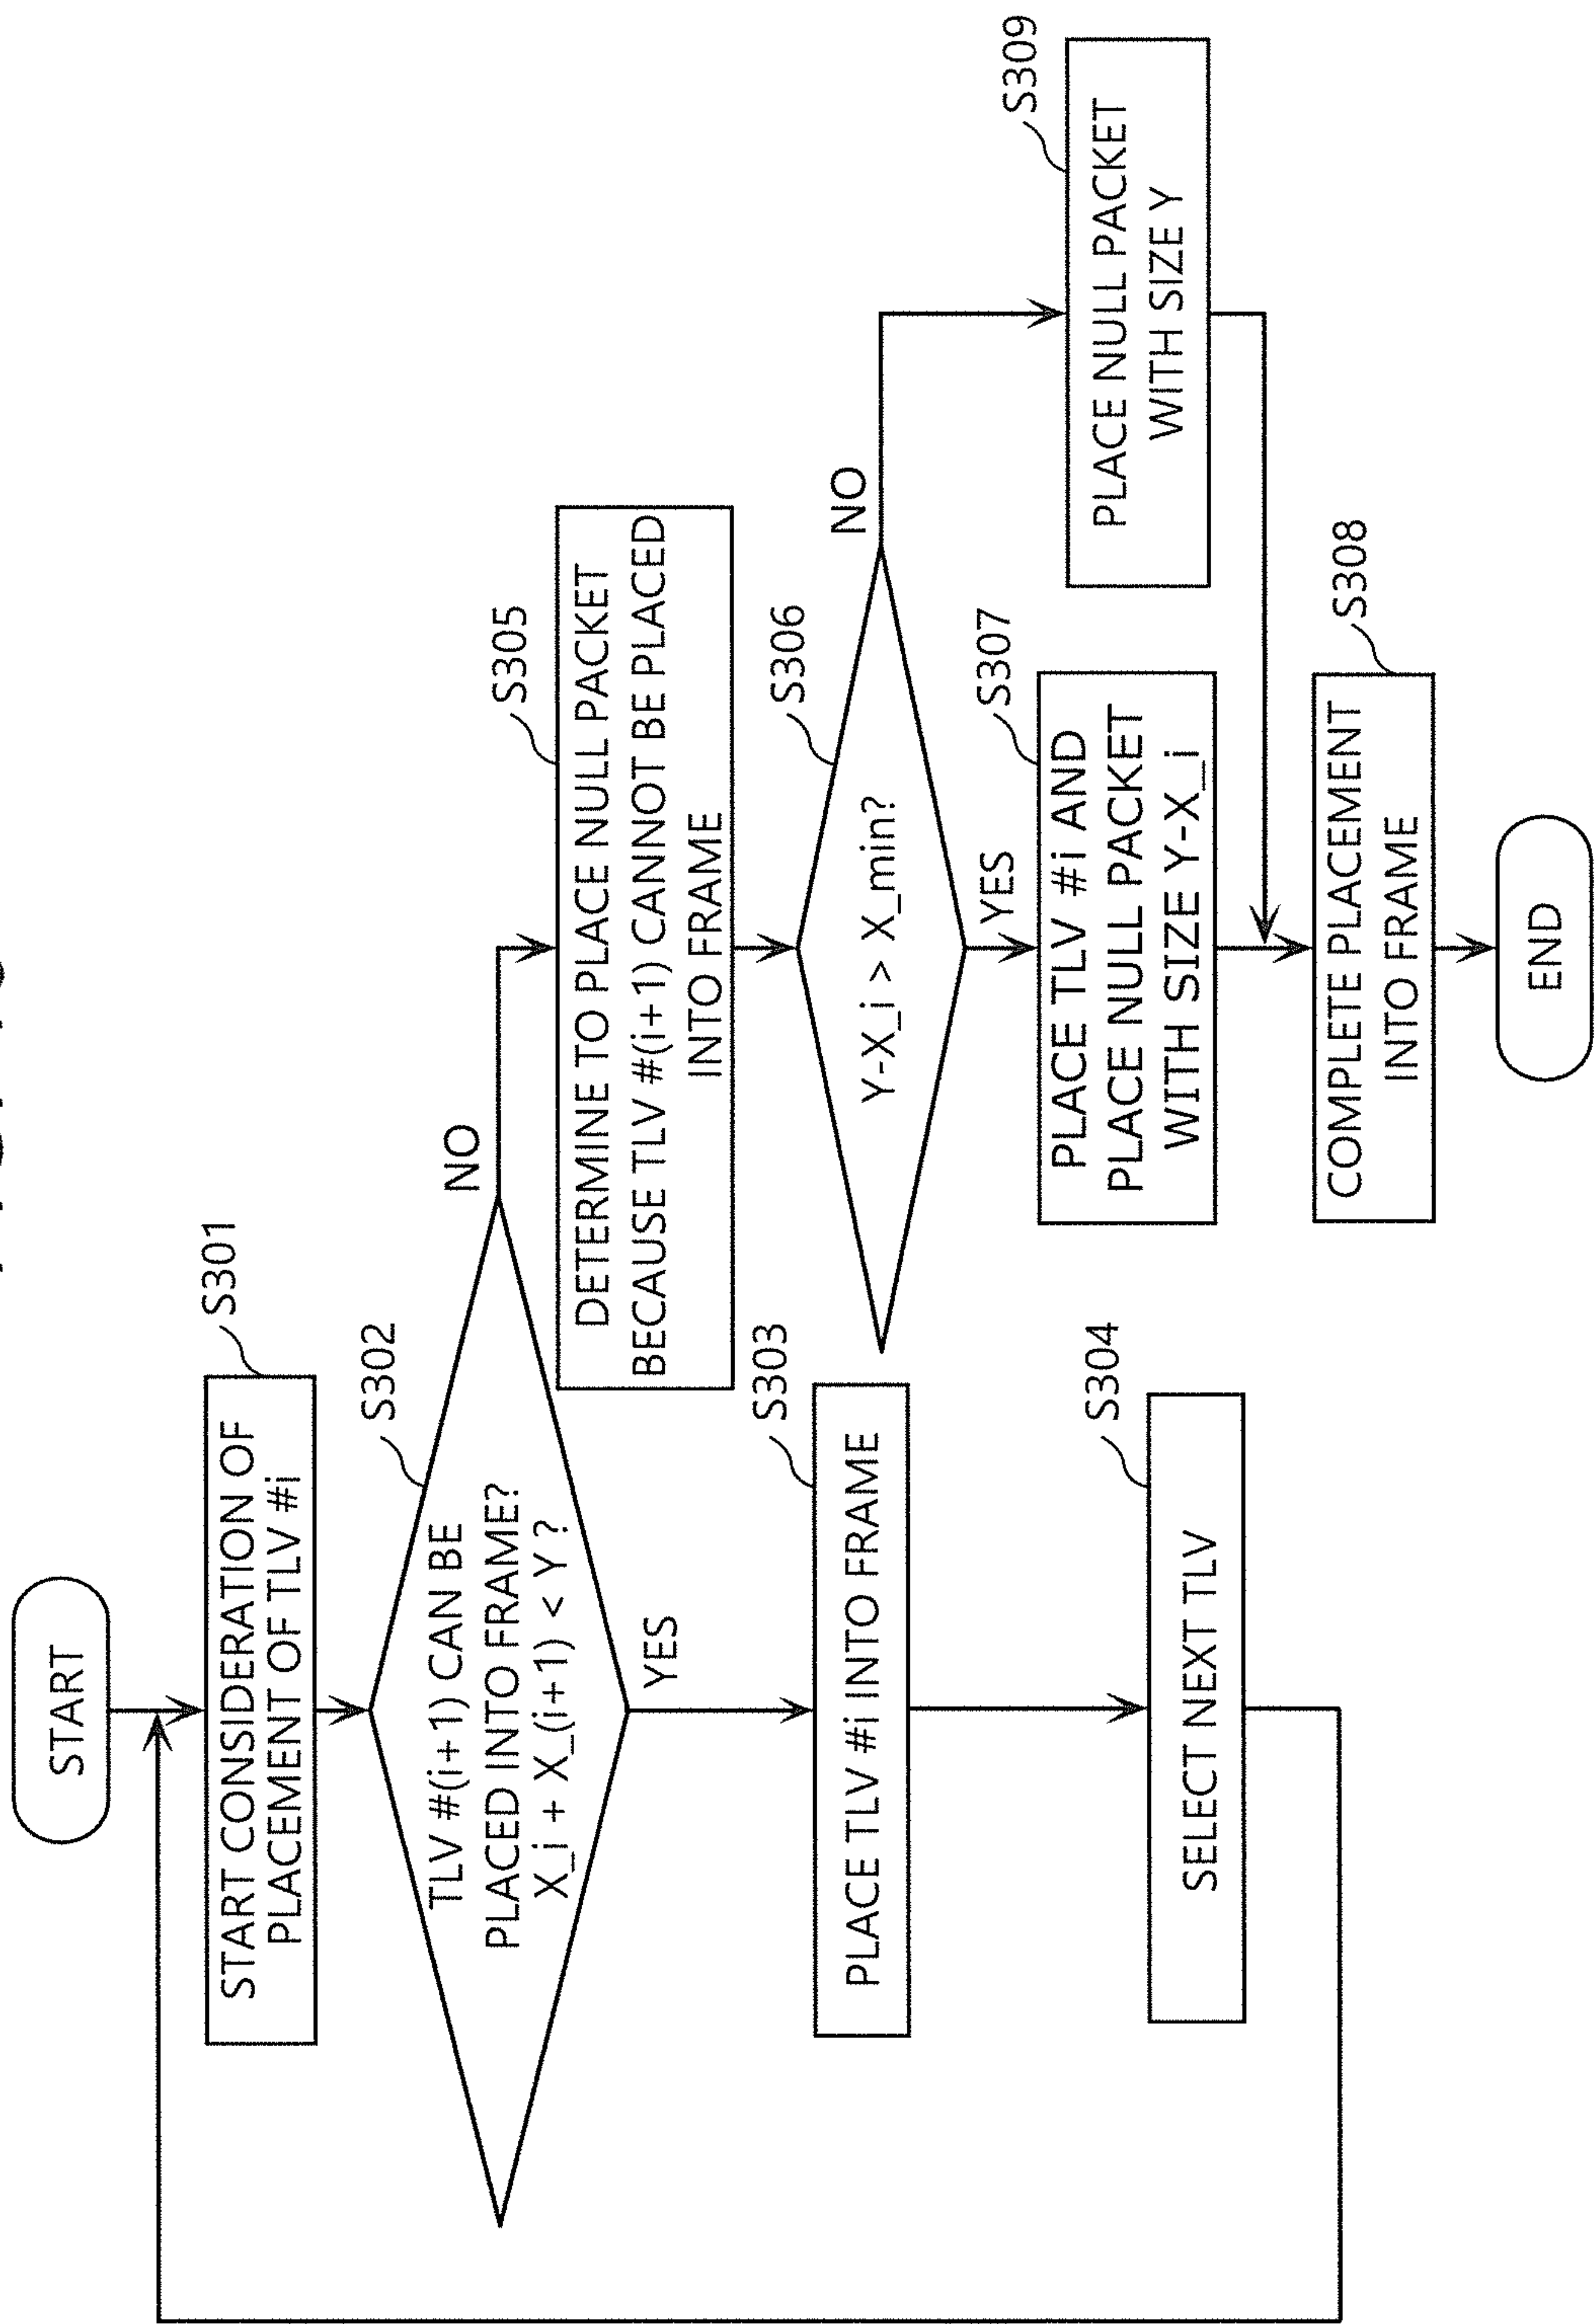 START
START CONSIDERATION OF
PLACEMENT OF TLV #i
S301
TLV #(i+1) CAN BE
PLACED INTO FRAME?
X_i + X_(i+1) < Y ?
S302
NO
YES
PLACE TLV #i INTO FRAME
S303
SELECT NEXT TLV
S304
DETERMINE TO PLACE NULL PACKET
BECAUSE TLV #(i+1) CANNOT BE PLACED
INTO FRAME
S305
Y-X_i > X_min?
S306
NO
YES
PLACE TLV #i AND
PLACE NULL PACKET
WITH SIZE Y-X_i
S307
PLACE NULL PACKET
WITH SIZE Y
S309
COMPLETE PLACEMENT
INTO FRAME
S308
END